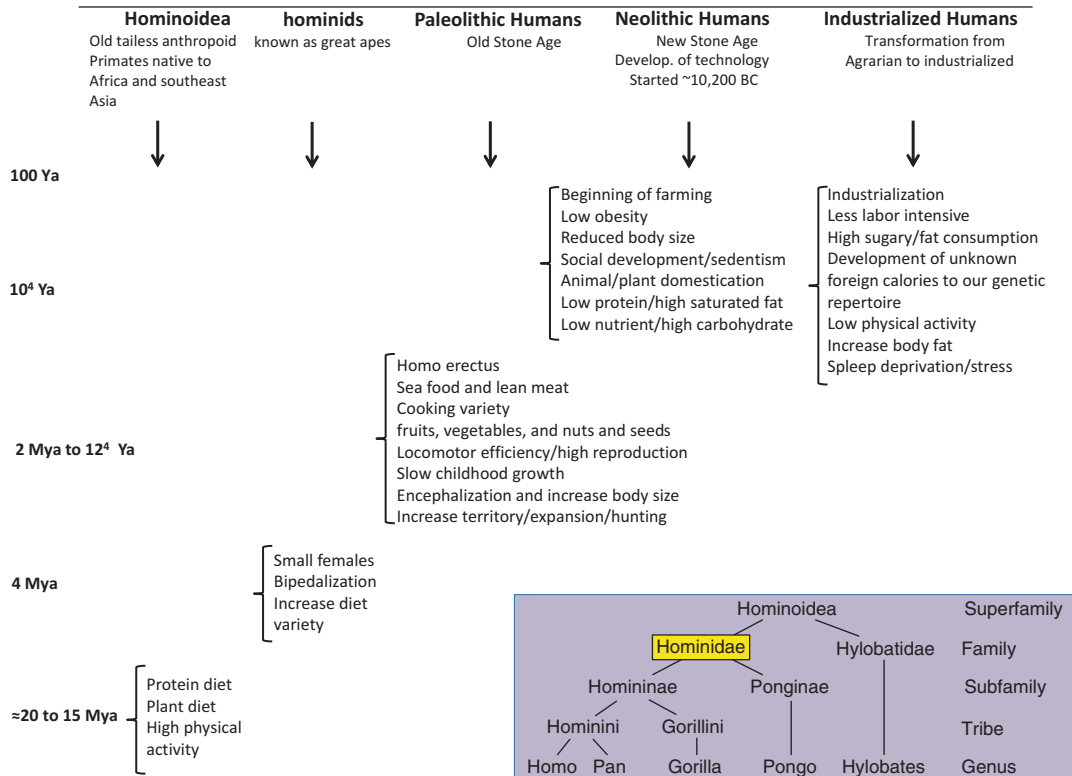 Hominoidea
Old tailess anthropoid
Primates native to
Africa and southeast
Asia
hominids
known as great apes
Paleolithic Humans
Old Stone Age
Neolithic Humans
New Stone Age
Develop. of technology
Started ~10,200 BC
Industrialized Humans
Transformation from
Agrarian to industrialized
100 Ya
Beginning of farming
Low obesity
Reduced body size
Social development/sedentism
Animal/plant domestication
Low protein/high saturated fat
Low nutrient/high carbohydrate
Industrialization
Less labor intensive
High sugary/fat consumption
Development of unknown
foreign calories to our genetic
repertoire
Low physical activity
Increase body fat
Spleep deprivation/stress
10⁴ Ya
Homo erectus
Sea food and lean meat
Cooking variety
fruits, vegetables, and nuts and seeds
Locomotor efficiency/high reproduction
Slow childhood growth
Encephalization and increase body size
Increase territory/expansion/hunting
2 Mya to 12⁴ Ya
4 Mya
Small females
Bipedalization
Increase diet
variety
≈20 to 15 Mya
Protein diet
Plant diet
High physical
activity
Hominoidea Superfamily
Hominidae Hylobatidae Family
Homininae Ponginae Subfamily
Hominini Gorillini Tribe
Homo Pan Gorilla Pongo Hylobates Genus